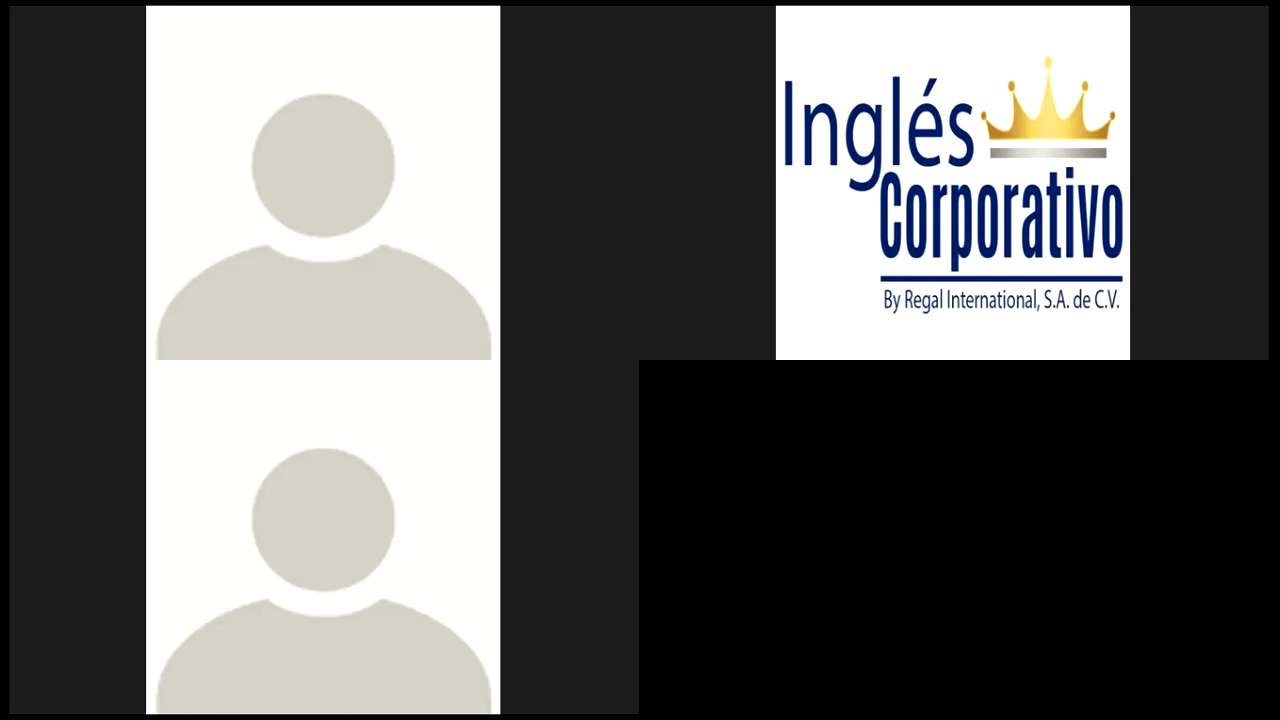 Inglés
Corporativo
By Regal International, S.A. de C.V.